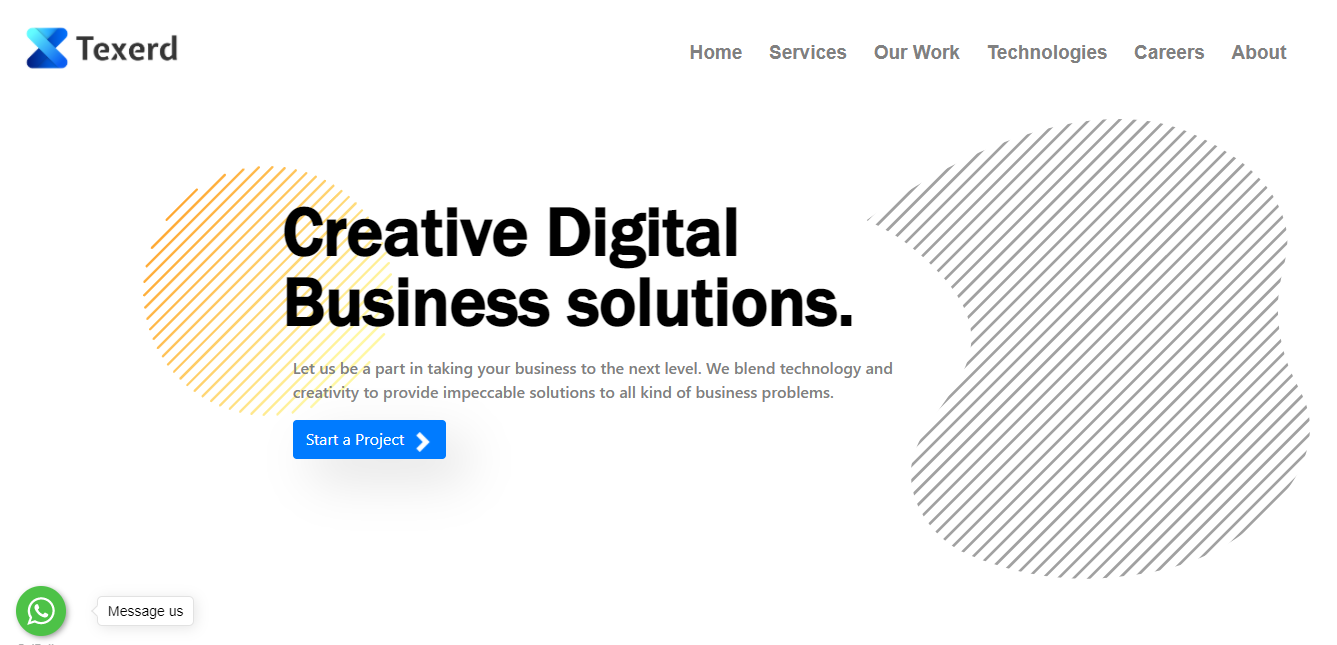 Texerd
Home Services Our Work Technologies Careers About
Creative Digital
Business solutions.
Let us be a part in taking your business to the next level. We blend technology and
creativity to provide impeccable solutions to all kind of business problems.
Start a Project
Message us